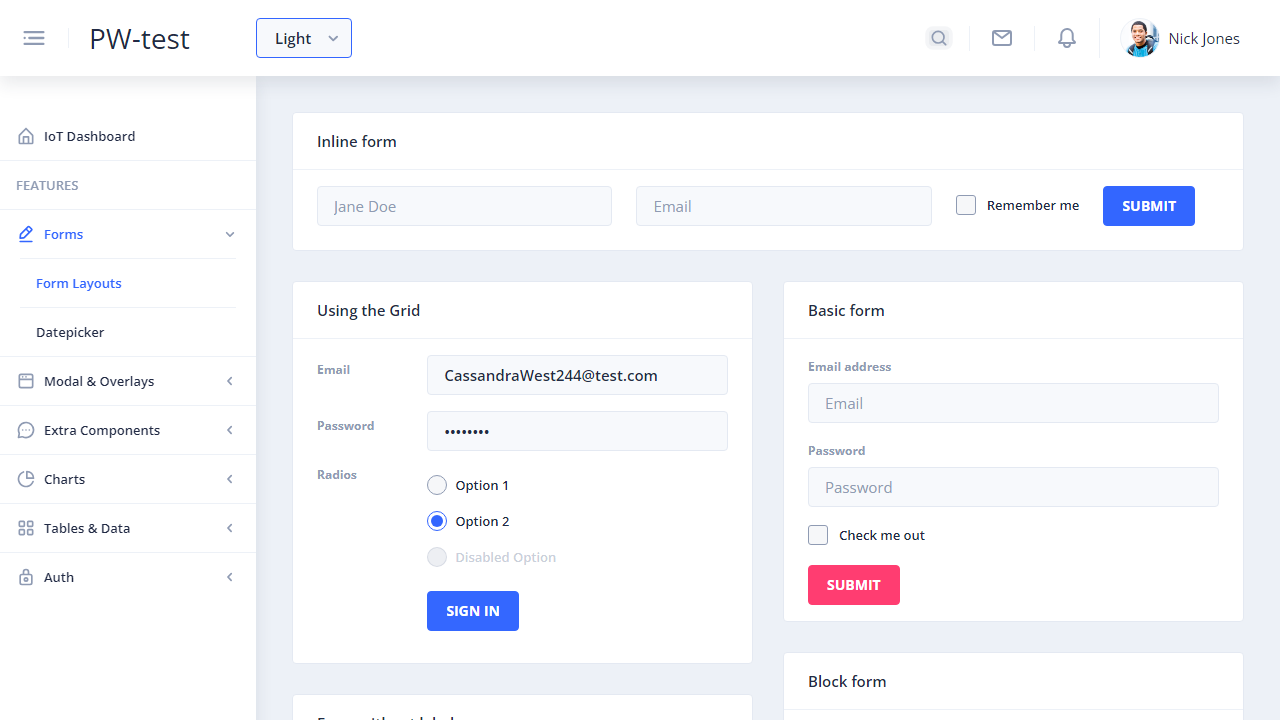 PW-test
Light
Nick Jones
IoT Dashboard
FEATURES
Forms
Form Layouts
Datepicker
Modal & Overlays
Extra Components
Charts
Tables & Data
Auth
Inline form
Jane Doe
Email
Remember me
SUBMIT
Using the Grid
Email
CassandraWest244@test.com
Password
••••••••
Radios
Option 1
Option 2
Disabled Option
SIGN IN
Basic form
Email address
Email
Password
Password
Check me out
SUBMIT
Block form